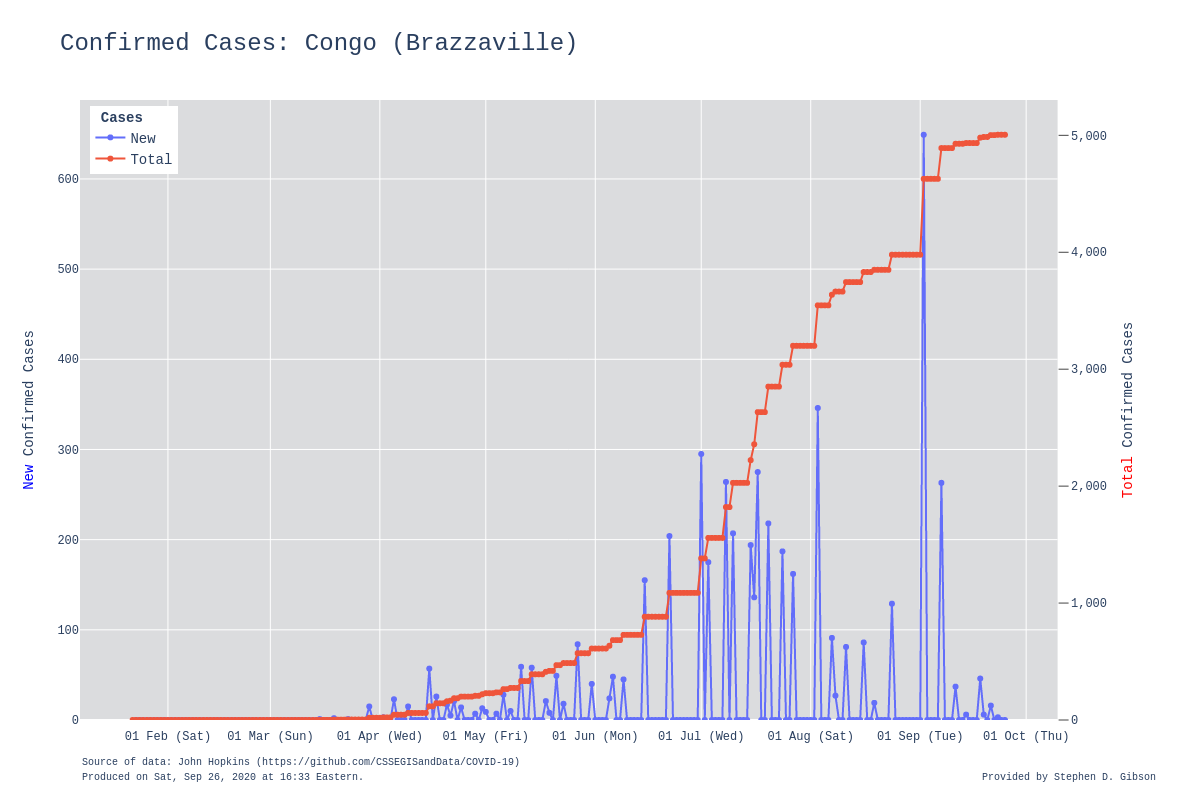 Confirmed Cases: Congo (Brazzaville)
Cases
New
Total
600
500
400
300
200
100
0
5,000
4,000
3,000
2,000
1,000
0
New Confirmed Cases
Total Confirmed Cases
01 Feb (Sat)
01 Mar (Sun)
01 Apr (Wed)
01 May (Fri)
01 Jun (Mon)
01 Jul (Wed)
01 Aug (Sat)
01 Sep (Tue)
01 Oct (Thu)
Source of data: John Hopkins (https://github.com/CSSEGISandData/COVID-19)
Produced on Sat, Sep 26, 2020 at 16:33 Eastern.
Provided by Stephen D. Gibson